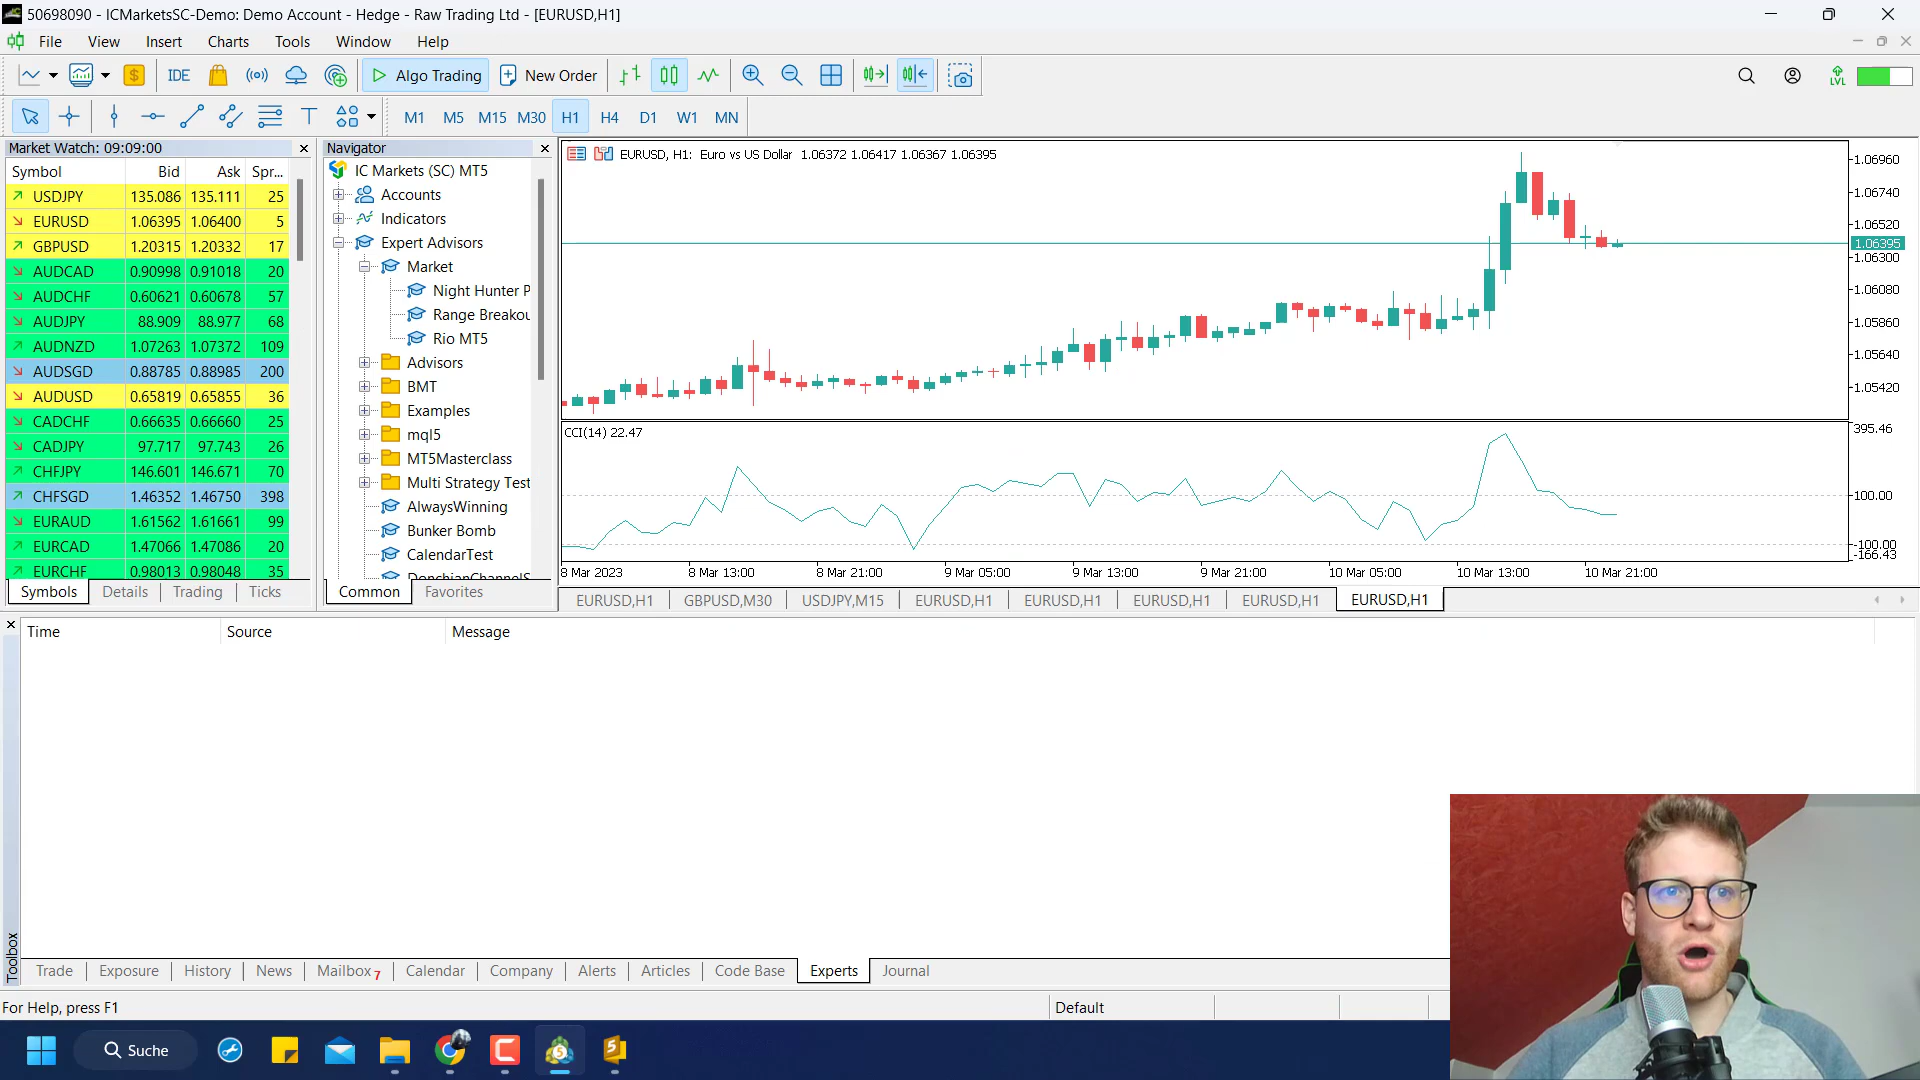 50698090 - ICMarketsSC-Demo: Demo Account - Hedge - Raw Trading Ltd - [EURUSD,H1]
File View Insert Charts Tools Window Help
IDE Algo Trading New Order LVL
T M1 M5 M15 M30 H1 H4 D1 W1 MN
Market Watch: 09:09:00
Symbol Bid Ask Spr...
USDJPY 135.086 135.111 25
EURUSD 1.06395 1.06400 5
GBPUSD 1.20315 1.20332 17
AUDCAD 0.90998 0.91018 20
AUDCHF 0.60621 0.60678 57
AUDJPY 88.909 88.977 68
AUDNZD 1.07263 1.07372 109
AUDSGD 0.88785 0.88985 200
AUDUSD 0.65819 0.65855 36
CADCHF 0.66635 0.66660 25
CADJPY 97.717 97.743 26
CHFJPY 146.601 146.671 70
CHFSGD 1.46352 1.46750 398
EURAUD 1.61562 1.61661 99
EURCAD 1.47066 1.47086 20
EURCHF 0.98013 0.98048 35
Symbols Details Trading Ticks
Navigator
IC Markets (SC) MT5
Accounts
Indicators
Expert Advisors
Market
Night Hunter P
Range Breakou
Rio MT5
Advisors
BMT
Examples
mql5
MT5Masterclass
Multi Strategy Test
AlwaysWinning
Bunker Bomb
CalendarTest
DonchianChannelS
Common Favorites
EURUSD, H1: Euro vs US Dollar 1.06372 1.06417 1.06367 1.06395
1.06960
1.06740
1.06520
1.06395
1.06300
1.06080
1.05860
1.05640
1.05420
CCI(14) 22.47
395.46
100.00
-100.00
-166.43
8 Mar 2023 8 Mar 13:00 8 Mar 21:00 9 Mar 05:00 9 Mar 13:00 9 Mar 21:00 10 Mar 05:00 10 Mar 13:00 10 Mar 21:00
EURUSD,H1 GBPUSD,M30 USDJPY,M15 EURUSD,H1 EURUSD,H1 EURUSD,H1 EURUSD,H1 EURUSD,H1
Time Source Message
Toolbox
Trade Exposure History News Mailbox 7 Calendar Company Alerts Articles Code Base Experts Journal
For Help, press F1 Default
Suche